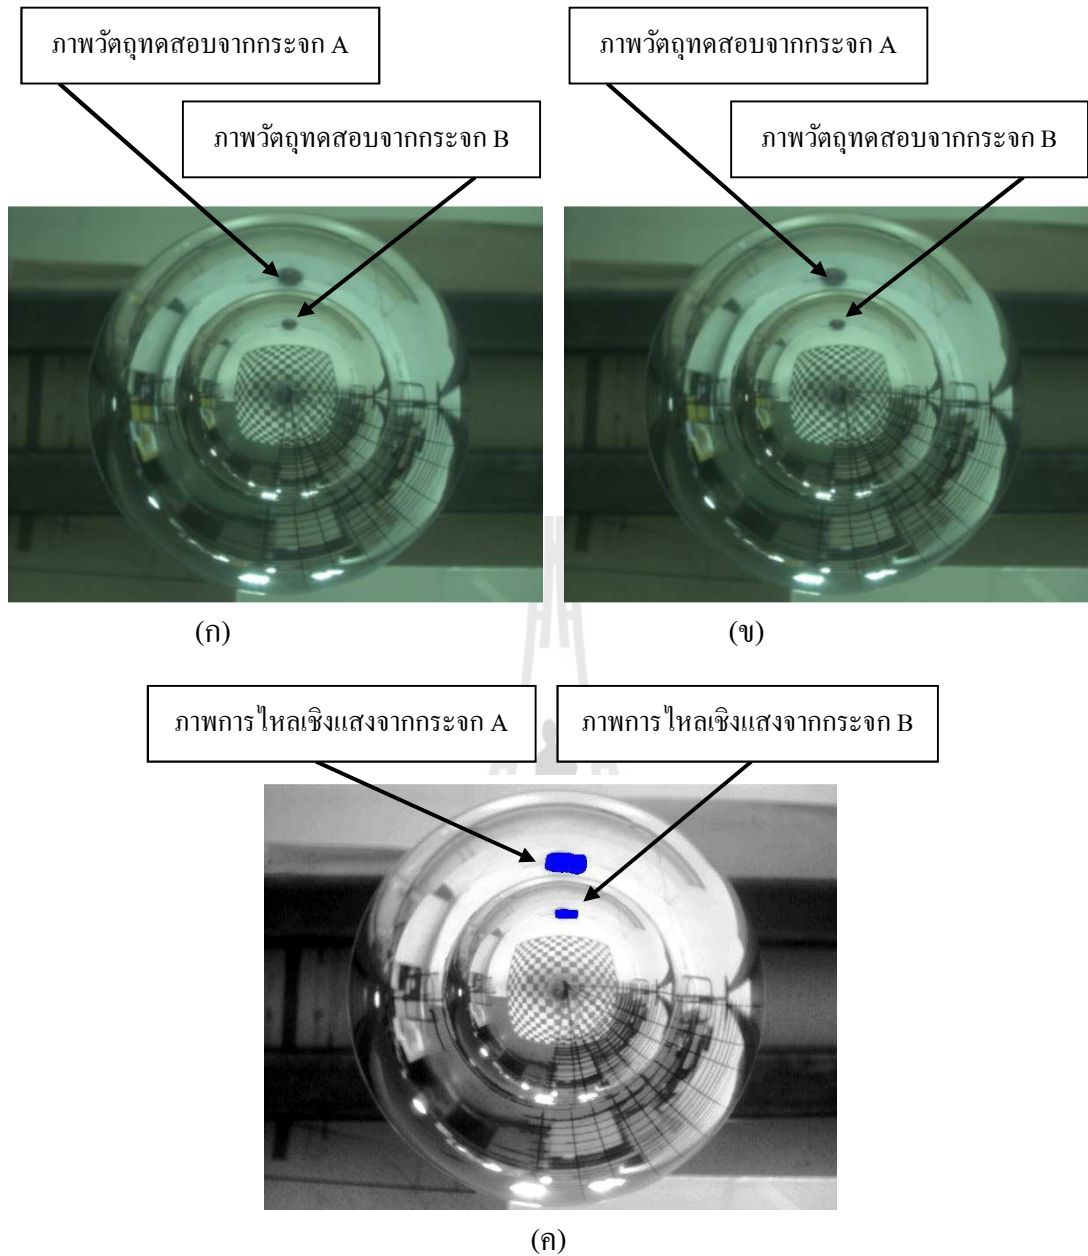 ภาพวัตถุทดสอบจากกระจก A
ภาพวัตถุทดสอบจากกระจก A
ภาพวัตถุทดสอบจากกระจก B
ภาพวัตถุทดสอบจากกระจก B
(ก)
(ข)
ภาพการไหลเชิงแสงจากกระจก A
ภาพการไหลเชิงแสงจากกระจก B
(ค)